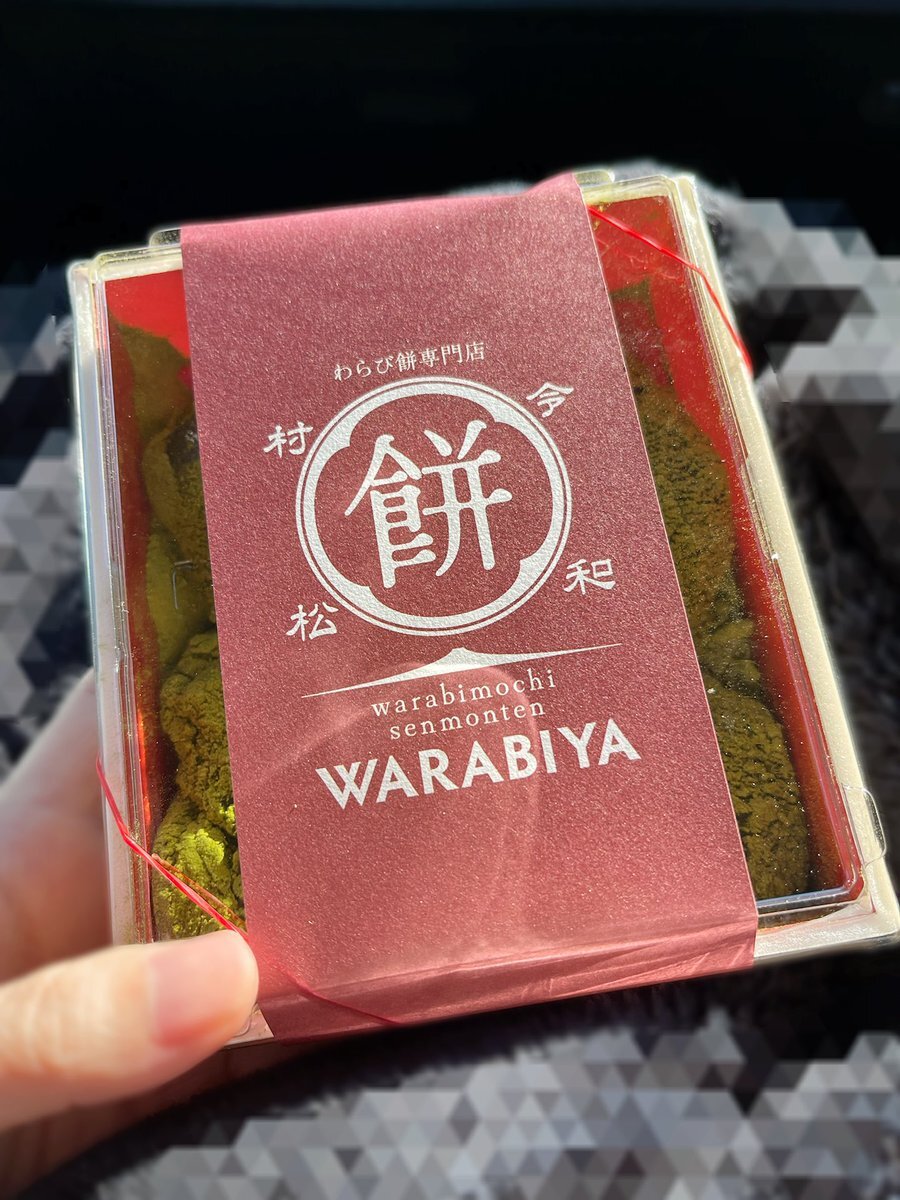 わらび餅専門店
令和
松村
餅
warabimochi
senmonten
WARABIYA